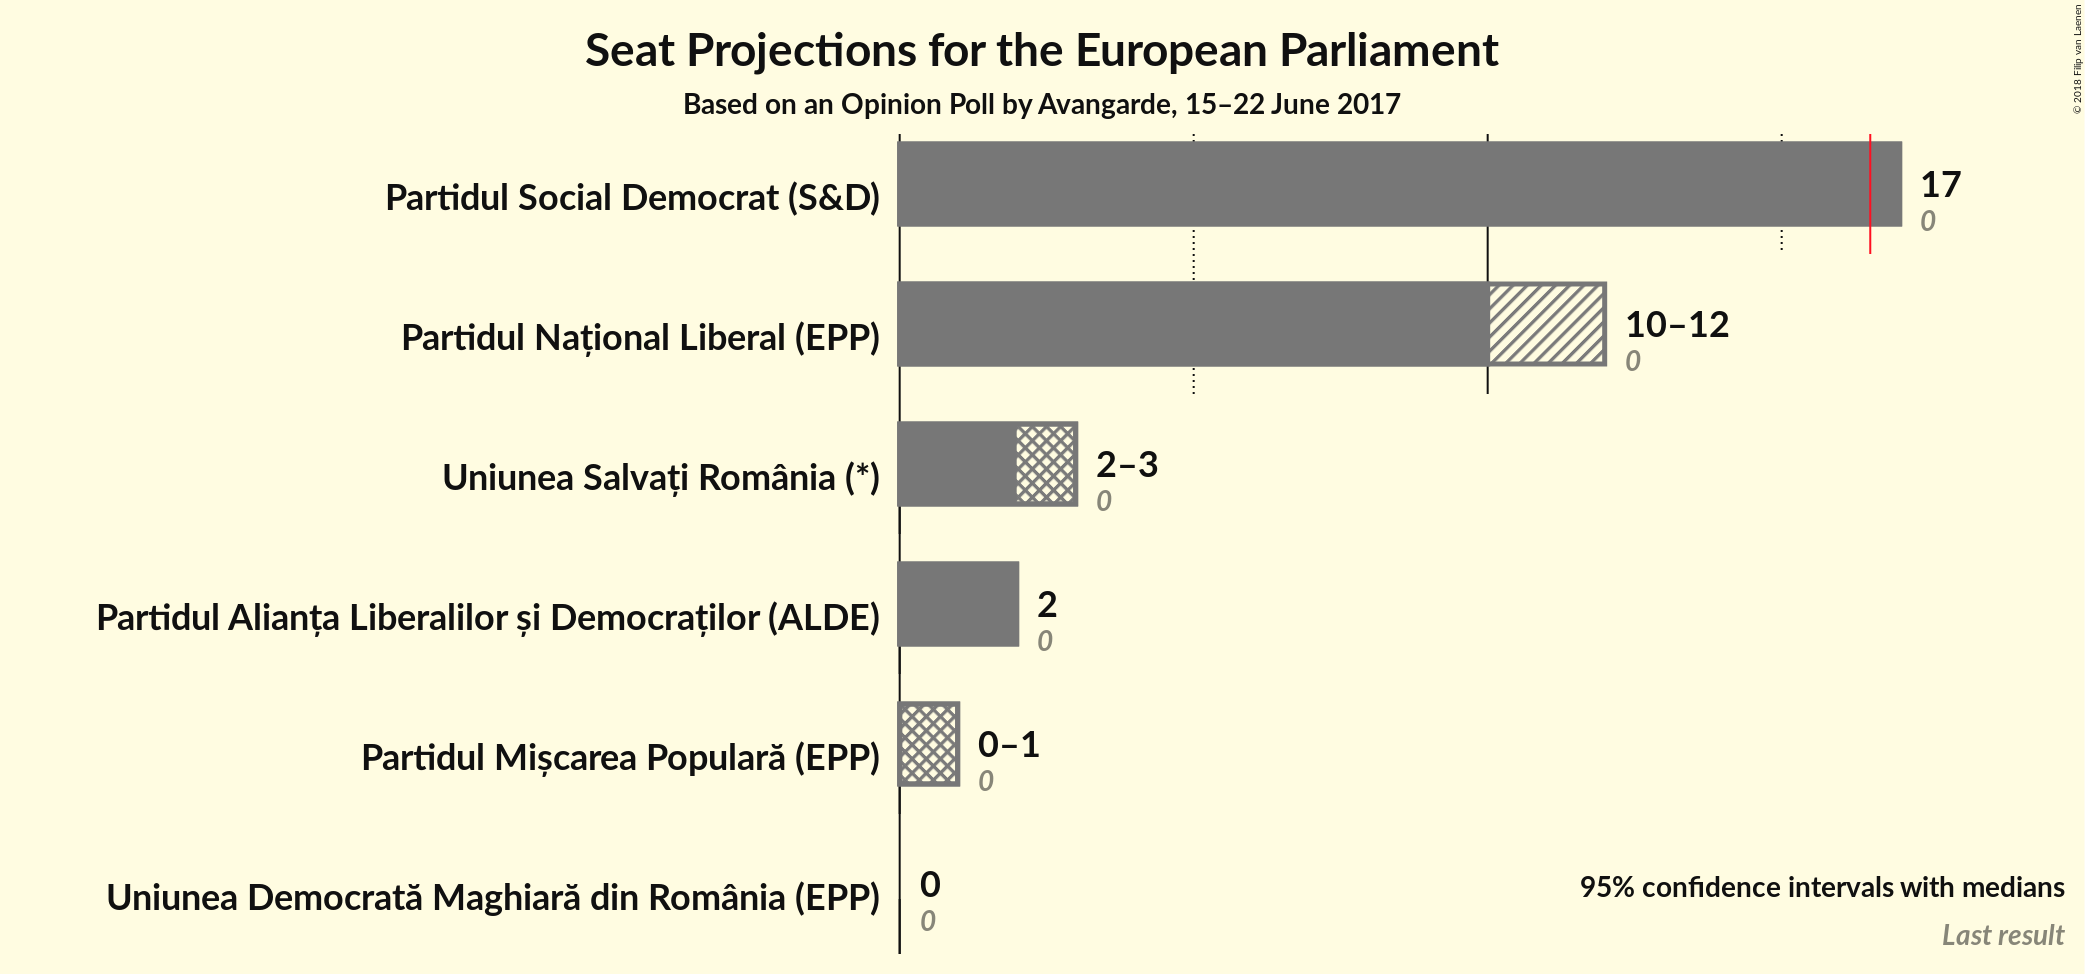 Seat Projections for the European Parliament
Based on an Opinion Poll by Avangarde, 15–22 June 2017
© 2018 Filip van Laenen
Partidul Social Democrat (S&D)
17
0
Partidul Național Liberal (EPP)
10–12
0
Uniunea Salvați România (*)
2–3
0
Partidul Alianța Liberalilor și Democraților (ALDE)
2
0
Partidul Mișcarea Populară (EPP)
0–1
0
Uniunea Democrată Maghiară din România (EPP)
0
0
95% confidence intervals with medians
Last result